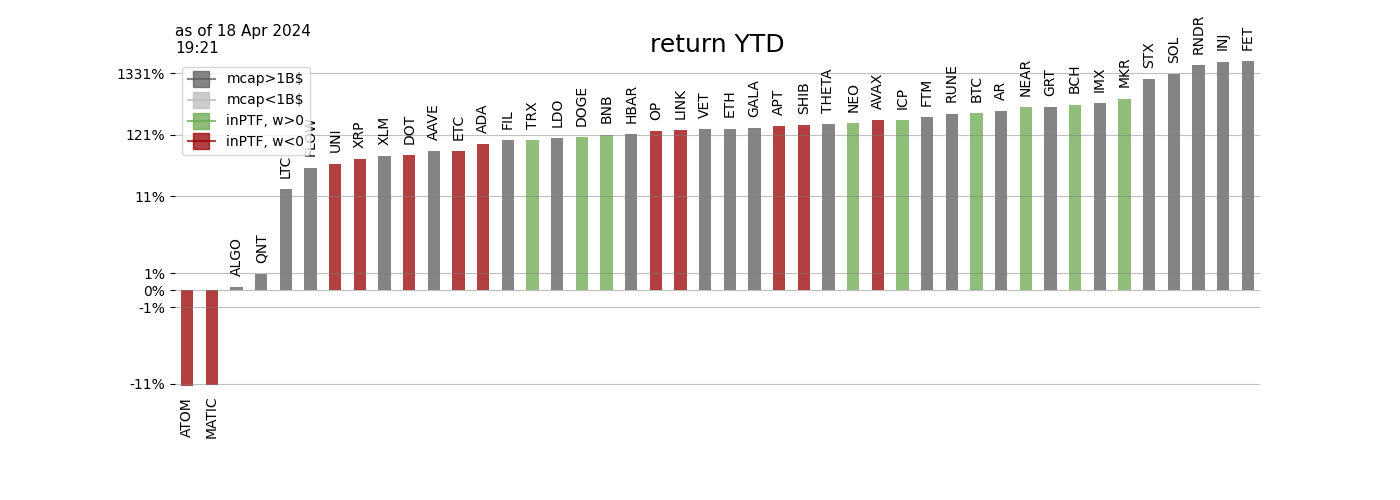 as of 18 Apr 2024
19:21
return YTD
mcap>1B$
mcap<1B$
inPTF, w>0
inPTF, w<0
1331%
121%
11%
1%
0%
-1%
-11%
ATOM
MATIC
ALGO
QNT
LTC
FLOW
UNI
XRP
XLM
DOT
AAVE
ETC
ADA
FIL
TRX
LDO
DOGE
BNB
HBAR
OP
LINK
VET
ETH
GALA
APT
SHIB
THETA
NEO
AVAX
ICP
FTM
RUNE
BTC
AR
NEAR
GRT
BCH
IMX
MKR
STX
SOL
RNDR
INJ
FET